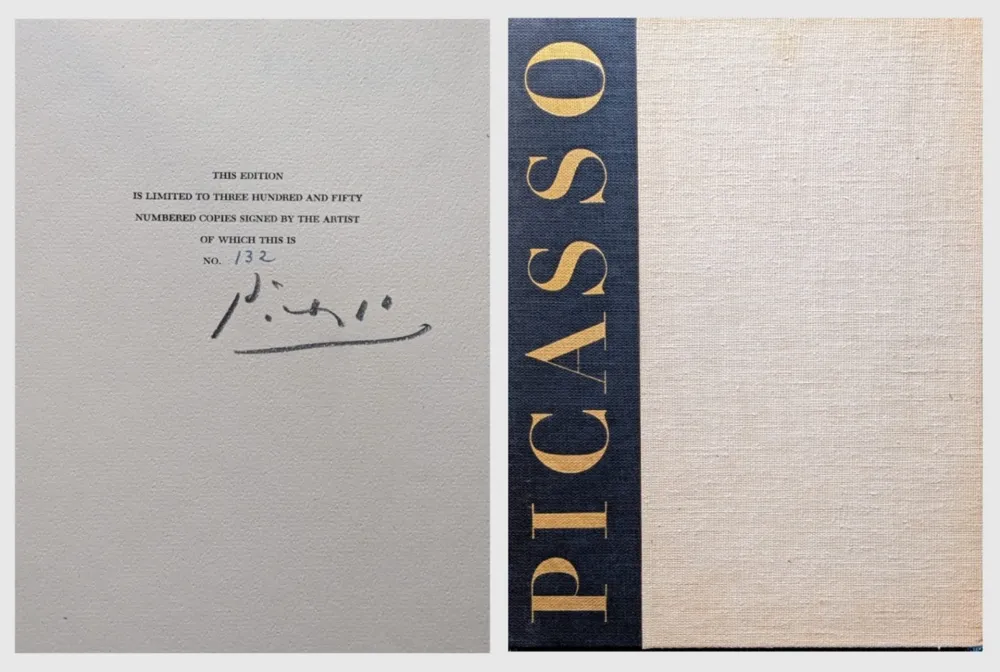 THIS EDITION
IS LIMITED TO THREE HUNDRED AND FIFTY
NUMBERED COPIES SIGNED BY THE ARTIST
OF WHICH THIS IS
NO. 132
Picasso
PICASSO